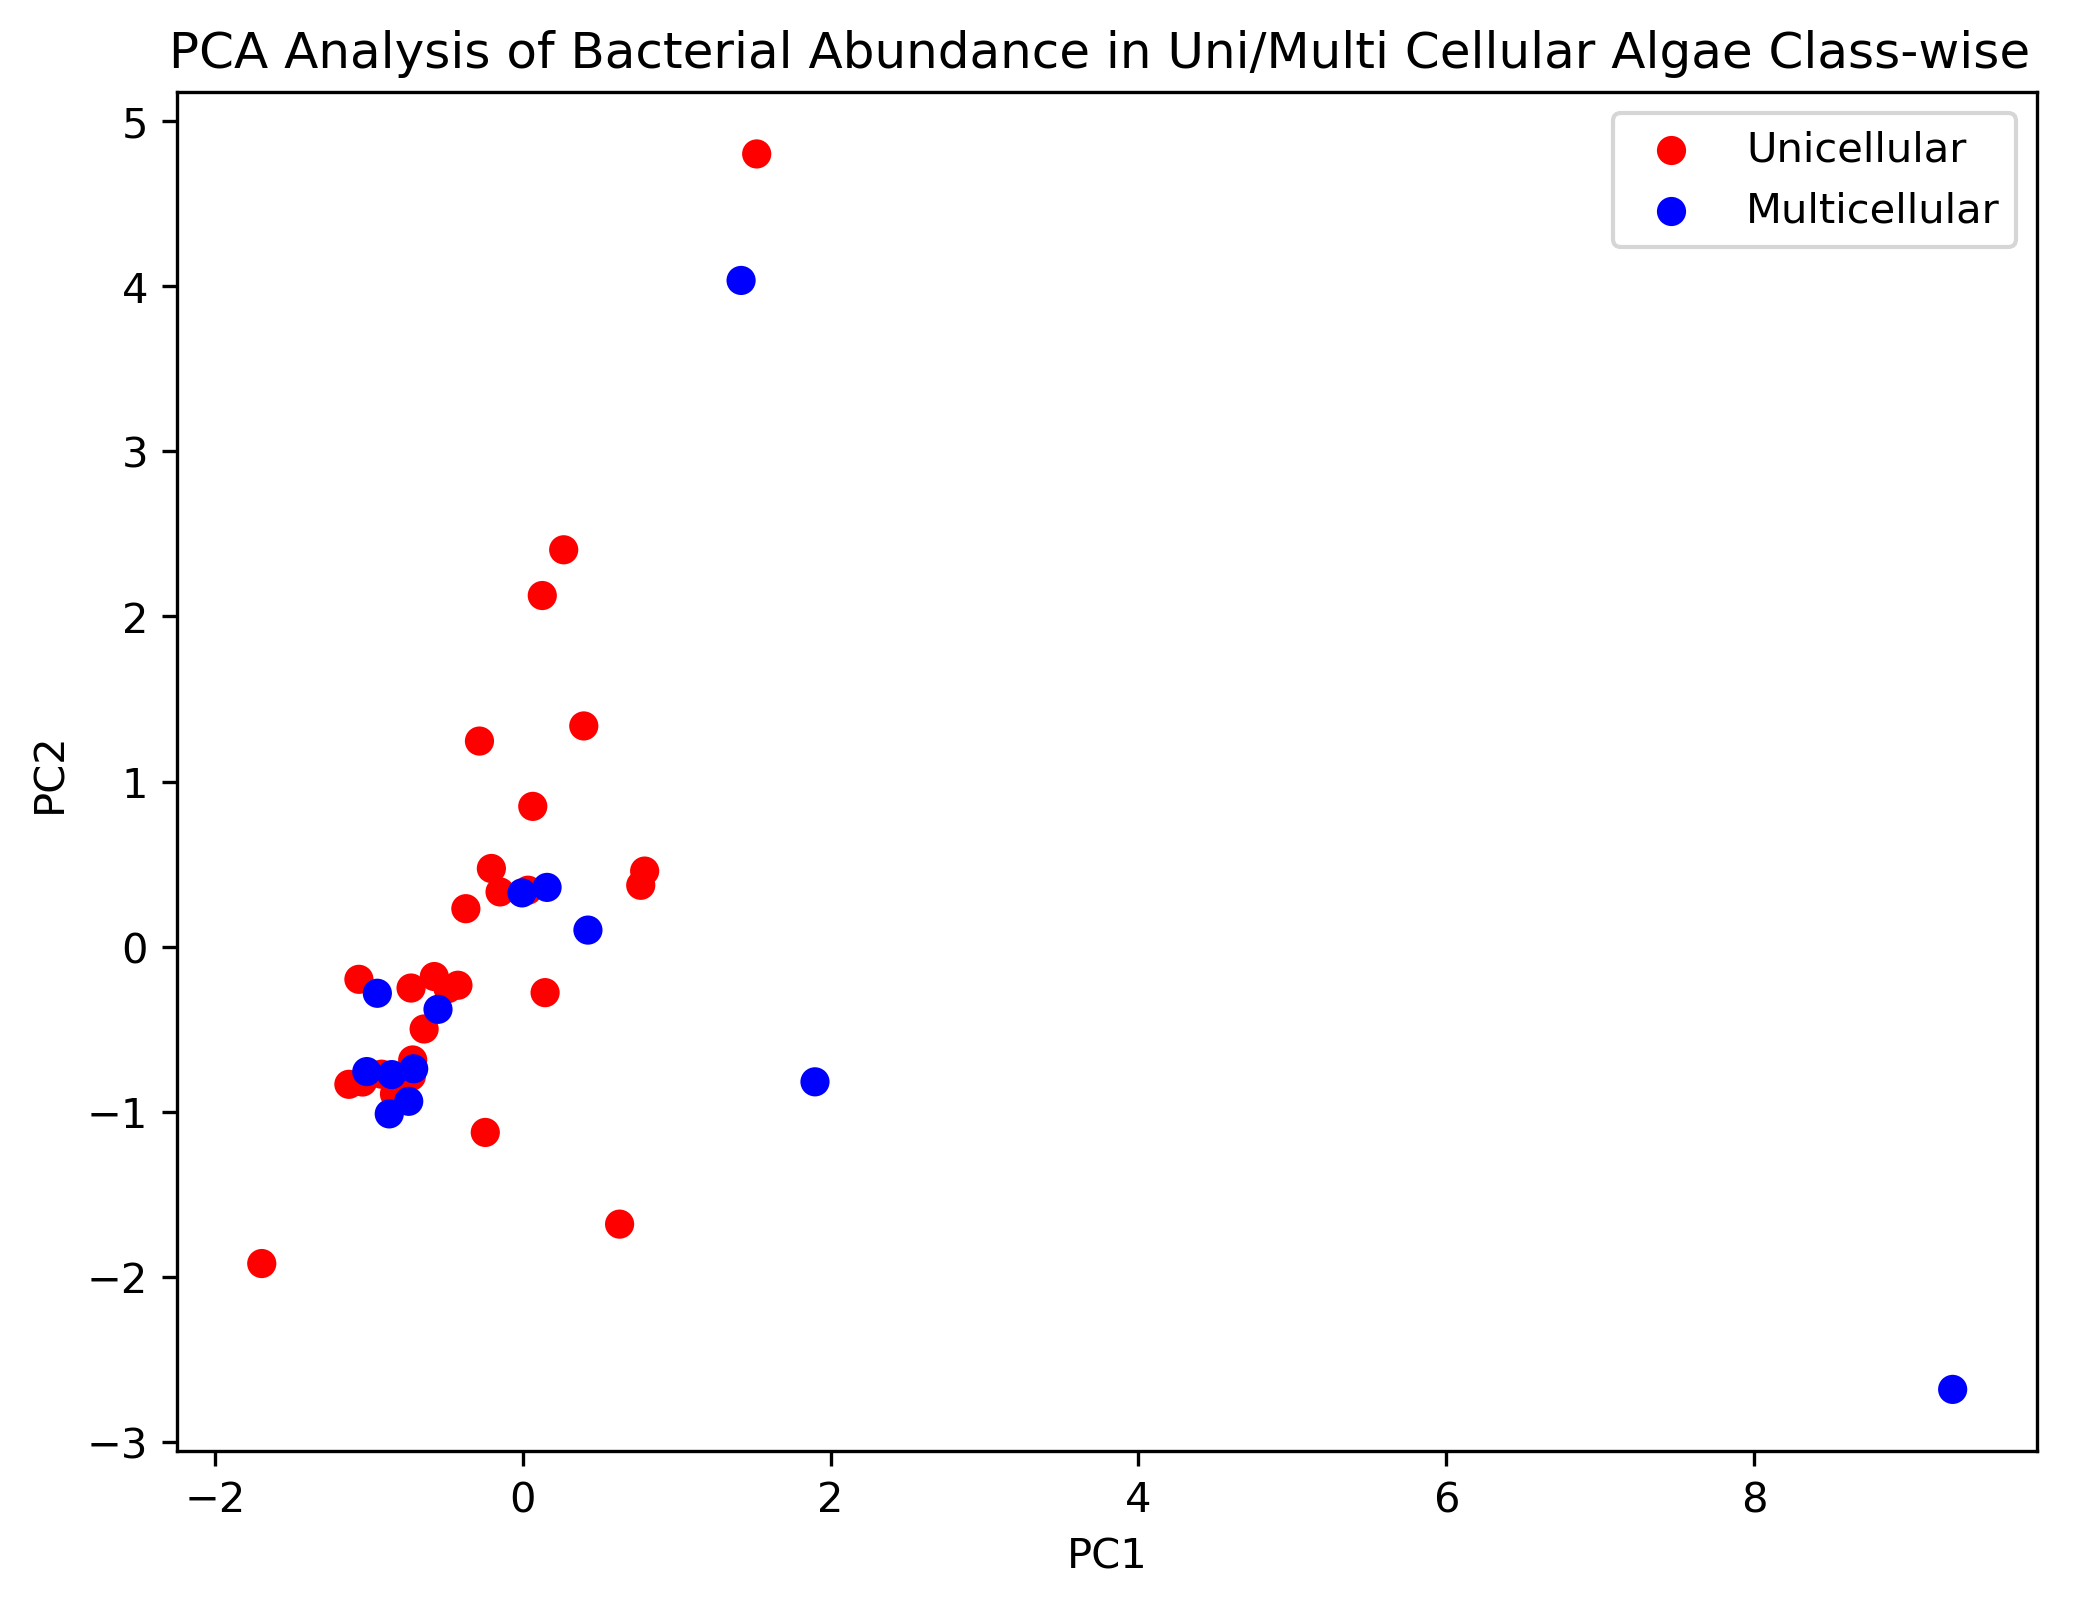 PCA Analysis of Bacterial Abundance in Uni/Multi Cellular Algae Class-wise
Unicellular
Multicellular
5
4
3
2
1
0
−1
−2
−3
PC2
−2 0 2 4 6 8
PC1